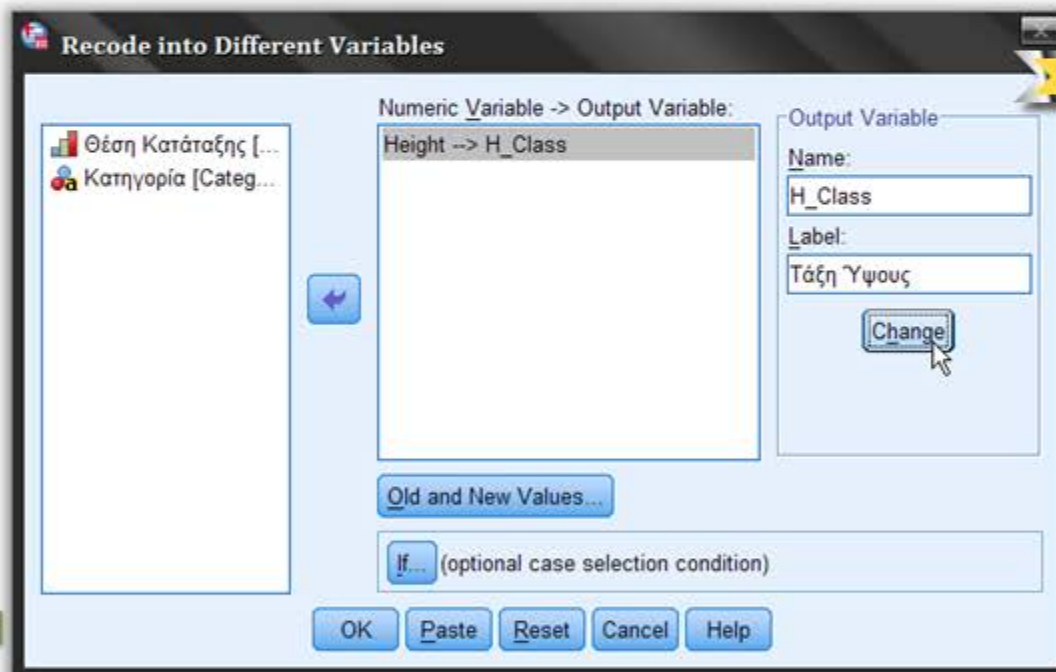 Recode into Different Variables
Θέση Κατάταξης [...
Κατηγορία [Categ...
Numeric Variable -> Output Variable:
Height --> H_Class
Output Variable
Name:
H_Class
Label:
Τάξη Ύψους
Change
Old and New Values...
If... (optional case selection condition)
OK Paste Reset Cancel Help